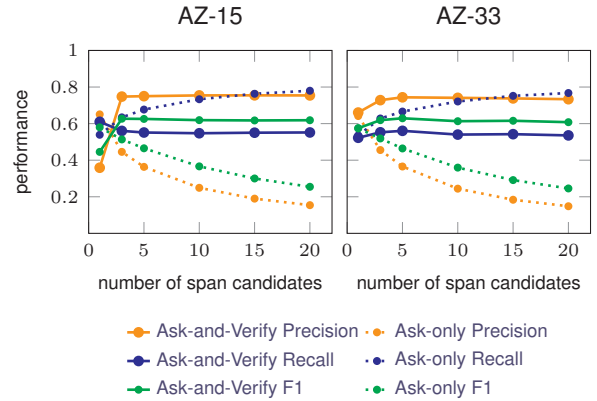 AZ-15
AZ-33
1
0.8
0.6
0.4
0.2
performance
0 5 10 15 20
0 5 10 15 20
number of span candidates
number of span candidates
Ask-and-Verify Precision
Ask-only Precision
Ask-and-Verify Recall
Ask-only Recall
Ask-and-Verify F1
Ask-only F1